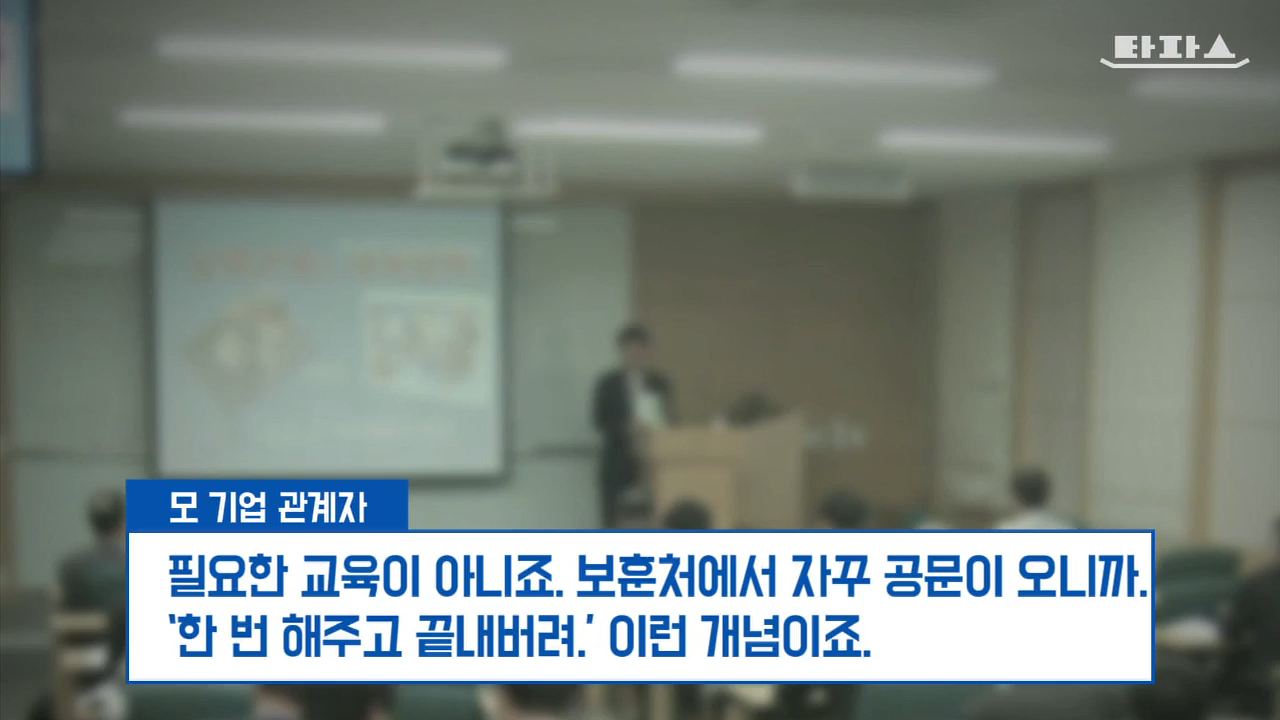 타파스
모 기업 관계자
필요한 교육이 아니죠. 보훈처에서 자꾸 공문이 오니까.
‘한 번 해주고 끝내버려.’ 이런 개념이죠.